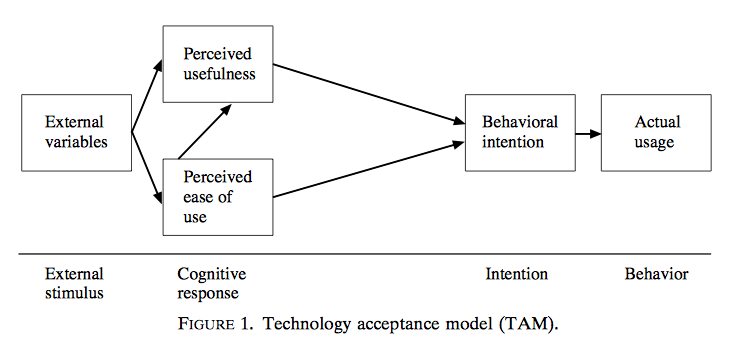 Perceived
usefulness
External
variables
Perceived
ease of
use
Behavioral
intention
Actual
usage
External
stimulus
Cognitive
response
Intention
Behavior
FIGURE 1. Technology acceptance model (TAM).